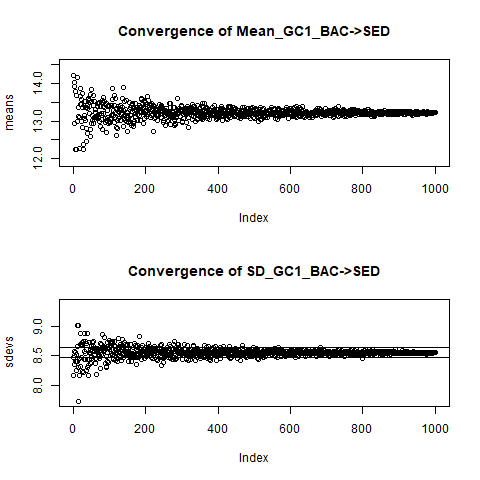 Convergence of Mean_GC1_BAC->SED
means
14.0
13.0
12.0
0 200 400 600 800 1000
Index
Convergence of SD_GC1_BAC->SED
sdevs
9.0
8.5
8.0
0 200 400 600 800 1000
Index